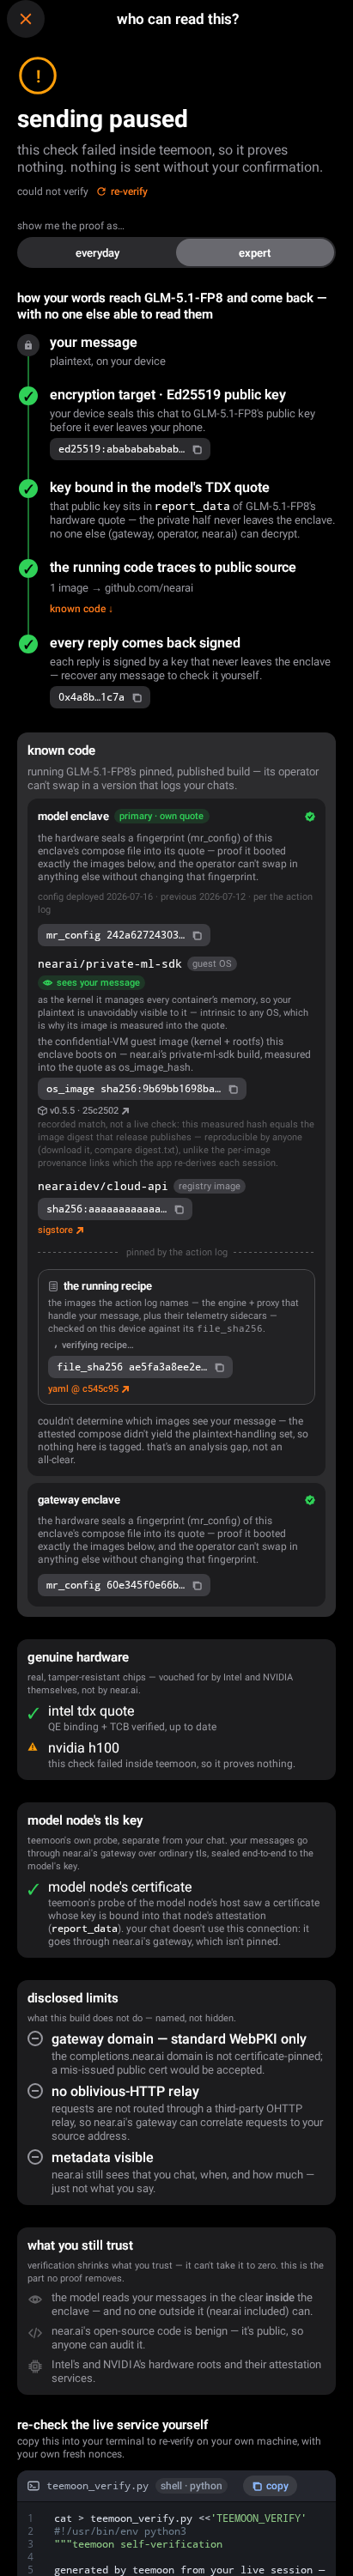 who can read this?
!
sending paused
this check failed inside teemoon, so it proves
nothing. nothing is sent without your confirmation.
could not verify re-verify
show me the proof as...
everyday expert
how your words reach GLM-5.1-FP8 and come back —
with no one else able to read them
your message
plaintext, on your device
encryption target · Ed25519 public key
your device seals this chat to GLM-5.1-FP8's public key
before it ever leaves your phone.
ed25519:abababababab…
key bound in the model's TDX quote
that public key sits in report_data of GLM-5.1-FP8's
hardware quote — the private half never leaves the enclave.
no one else (gateway, operator, near.ai) can decrypt.
the running code traces to public source
1 image → github.com/nearai
known code ↓
every reply comes back signed
each reply is signed by a key that never leaves the enclave
— recover any message to check it yourself.
0x4a8b…1c7a
known code
running GLM-5.1-FP8's pinned, published build — its operator
can't swap in a version that logs your chats.
model enclave primary · own quote
the hardware seals a fingerprint (mr_config) of this
enclave's compose file into its quote — proof it booted
exactly the images below, and the operator can't swap in
anything else without changing that fingerprint.
config deployed 2026-07-16 · previous 2026-07-12 · per the action
log
mr_config 242a62724303…
nearai/private-ml-sdk guest OS
sees your message
as the kernel it manages every container's memory, so your
plaintext is unavoidably visible to it — intrinsic to any OS, which
is why its image is measured into the quote.
the confidential-VM guest image (kernel + rootfs) this
enclave boots on — near.ai's private-ml-sdk build, measured
into the quote as os_image_hash.
os_image sha256:9b69bb1698ba…
v0.5.5 · 25c2502 ↗
recorded match, not a live check: this measured hash equals the
image digest that release publishes — reproducible by anyone
(download it, compare digest.txt), unlike the per-image
provenance links which the app re-derives each session.
nearaidev/cloud-api registry image
sha256:aaaaaaaaaaaa…
sigstore ↗
pinned by the action log
the running recipe
the images the action log names — the engine + proxy that
handle your message, plus their telemetry sidecars —
checked on this device against its file_sha256.
verifying recipe…
file_sha256 ae5fa3a8ee2e…
yaml @ c545c95 ↗
couldn't determine which images see your message — the
attested compose didn't yield the plaintext-handling set, so
nothing here is tagged. that's an analysis gap, not an
all-clear.
gateway enclave
the hardware seals a fingerprint (mr_config) of this
enclave's compose file into its quote — proof it booted
exactly the images below, and the operator can't swap in
anything else without changing that fingerprint.
mr_config 60e345f0e66b…
genuine hardware
real, tamper-resistant chips — vouched for by Intel and NVIDIA
themselves, not by near.ai.
intel tdx quote
QE binding + TCB verified, up to date
nvidia h100
this check failed inside teemoon, so it proves nothing.
model node's tls key
teemoon's own probe, separate from your chat. your messages go
through near.ai's gateway over ordinary tls, sealed end-to-end to the
model's key.
model node's certificate
teemoon's probe of the model node's host saw a certificate
whose key is bound into that node's attestation
(report_data). your chat doesn't use this connection: it
goes through near.ai's gateway, which isn't pinned.
disclosed limits
what this build does not do — named, not hidden.
gateway domain — standard WebPKI only
the completions.near.ai domain is not certificate-pinned;
a mis-issued public cert would be accepted.
no oblivious-HTTP relay
requests are not routed through a third-party OHTTP
relay, so near.ai's gateway can correlate requests to your
source address.
metadata visible
near.ai still sees that you chat, when, and how much —
just not what you say.
what you still trust
verification shrinks what you trust — it can't take it to zero. this is the
part no proof removes.
the model reads your messages in the clear inside the
enclave — and no one outside it (near.ai included) can.
near.ai's open-source code is benign — it's public, so
anyone can audit it.
Intel's and NVIDIA's hardware roots and their attestation
services.
re-check the live service yourself
copy this into your terminal to re-verify on your own machine, with
your own fresh nonces.
teemoon_verify.py shell · python copy
1 cat > teemoon_verify.py <<'TEEMOON_VERIFY'
2 #!/usr/bin/env python3
3 """teemoon self-verification
4
5 generated by teemoon from your live session —